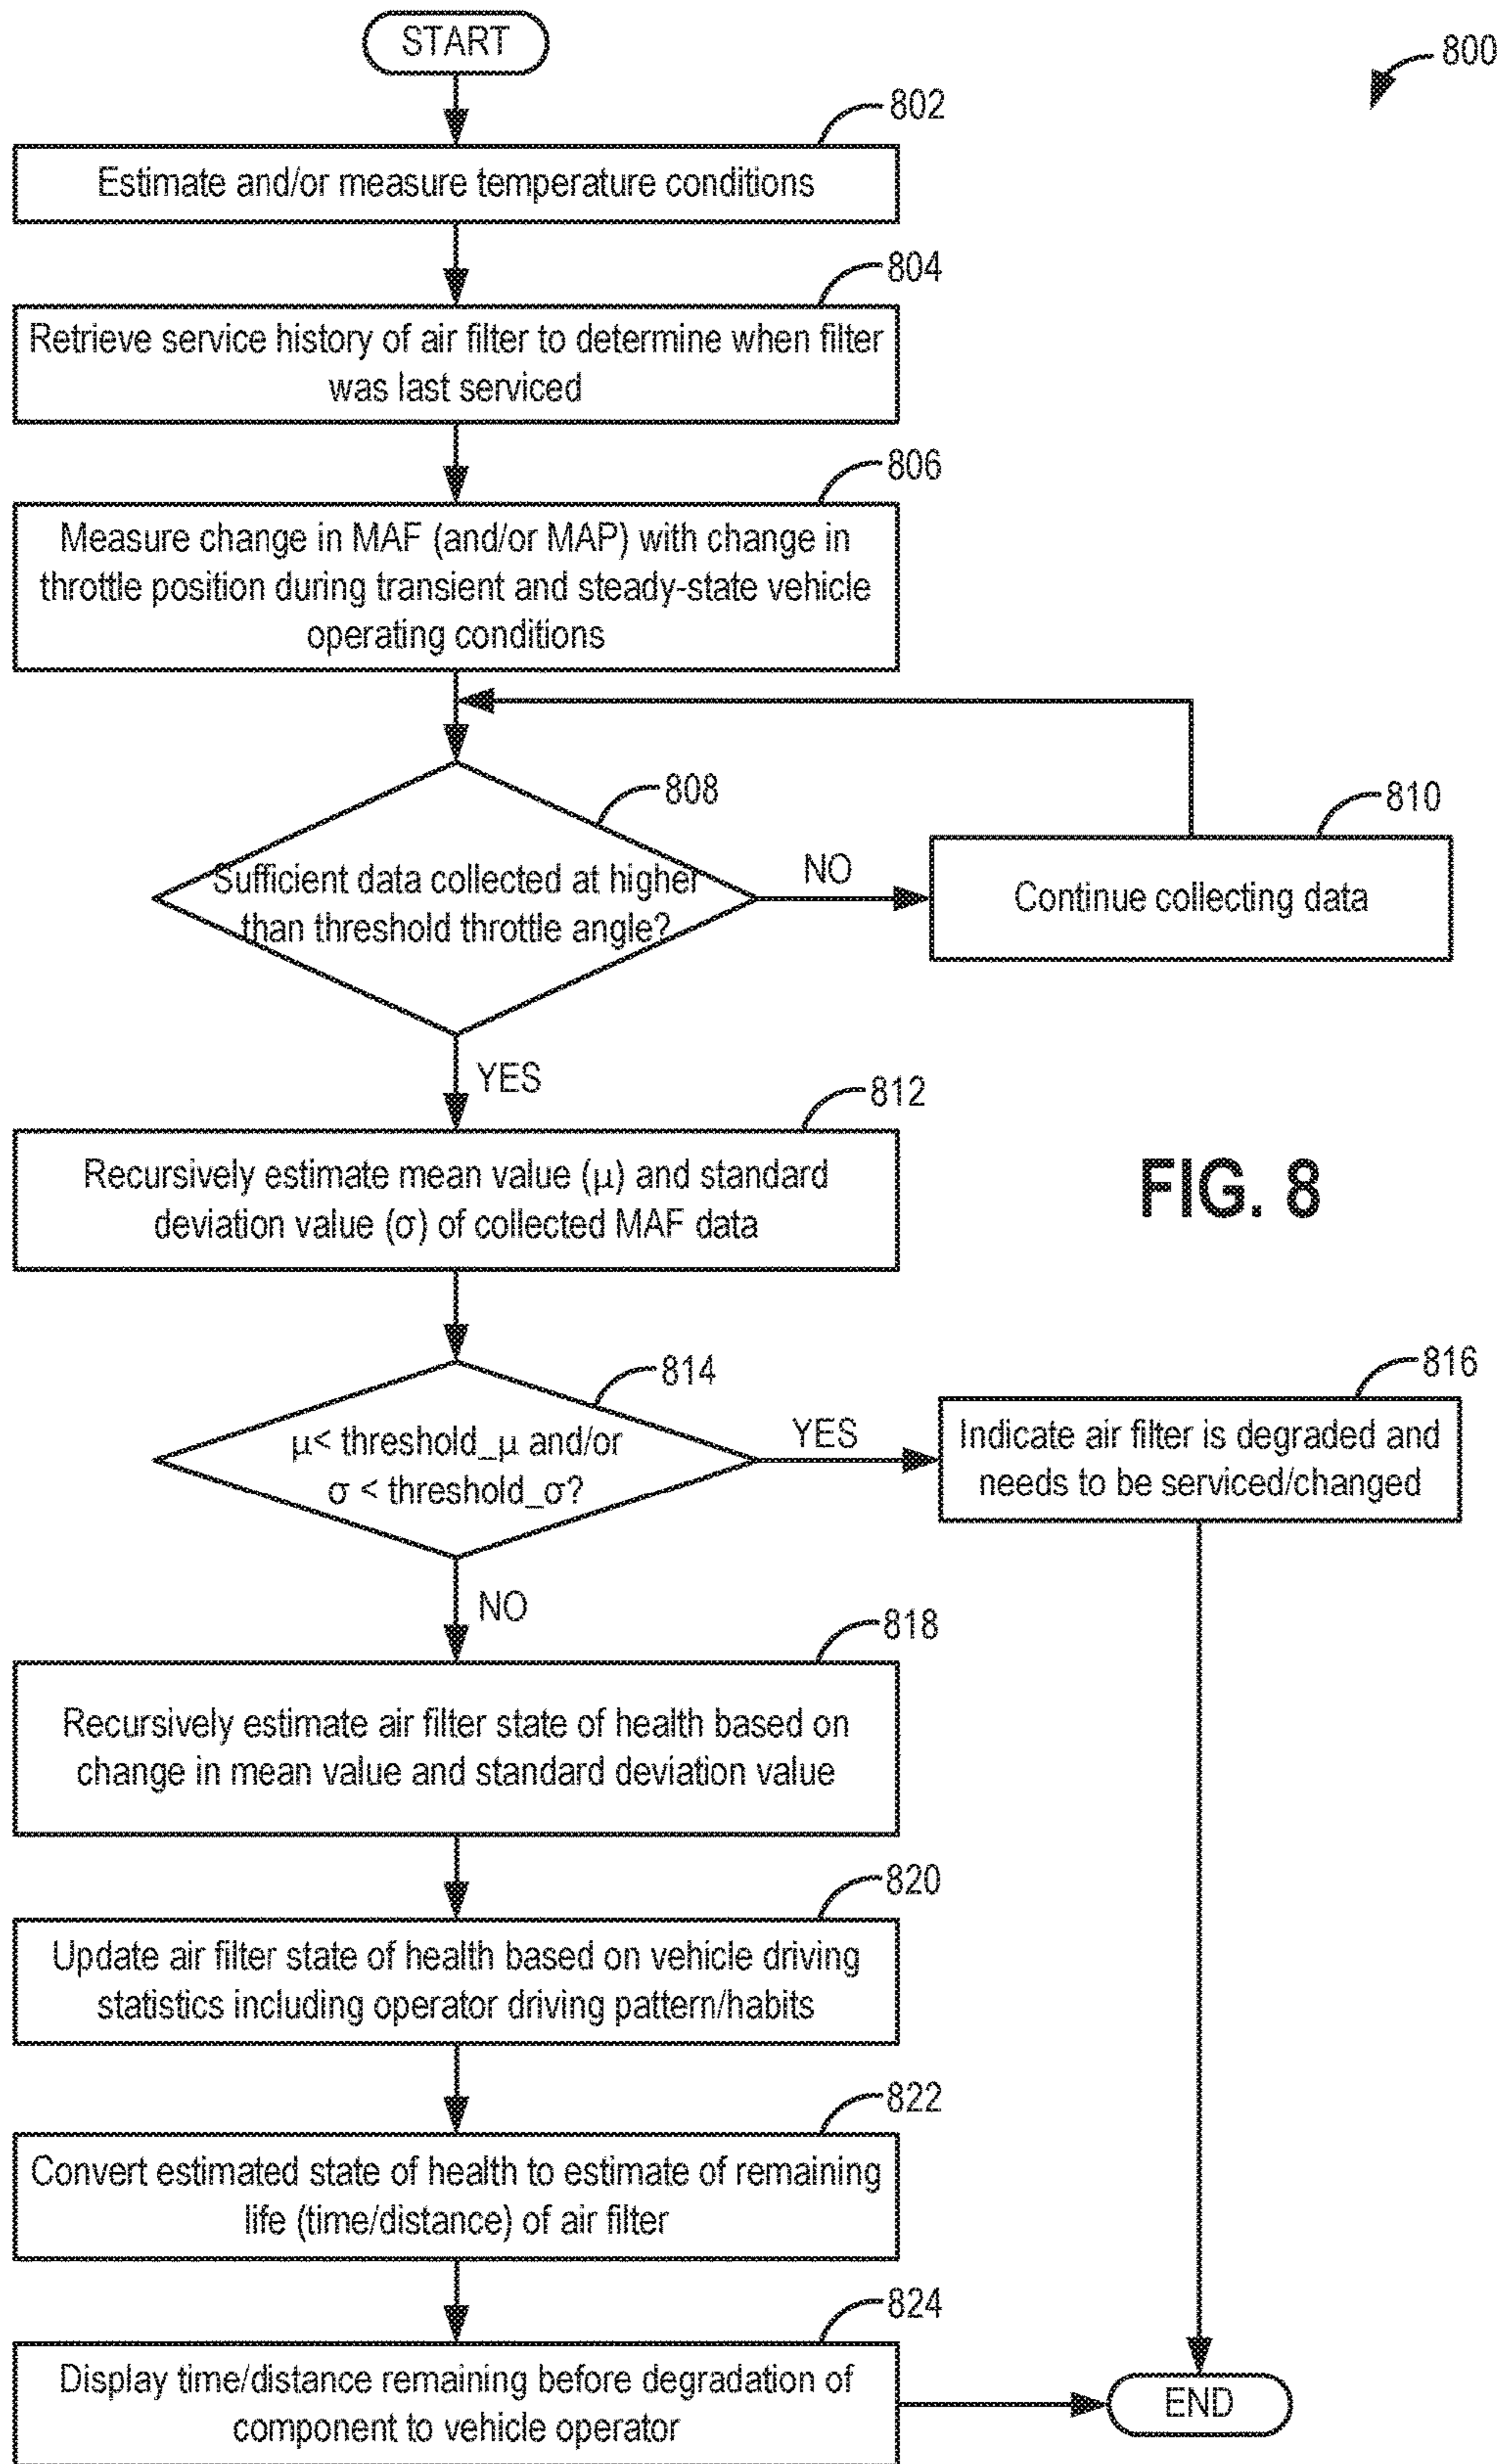 START
800
802
Estimate and/or measure temperature conditions
804
Retrieve service history of air filter to determine when filter
was last serviced
806
Measure change in MAF (and/or MAP) with change in
throttle position during transient and steady-state vehicle
operating conditions
808
Sufficient data collected at higher
than threshold throttle angle?
NO
810
Continue collecting data
YES
812
Recursively estimate mean value (μ) and standard
deviation value (σ) of collected MAF data
FIG. 8
814
μ< threshold_μ and/or
σ < threshold_σ?
YES
816
Indicate air filter is degraded and
needs to be serviced/changed
NO
818
Recursively estimate air filter state of health based on
change in mean value and standard deviation value
820
Update air filter state of health based on vehicle driving
statistics including operator driving pattern/habits
822
Convert estimated state of health to estimate of remaining
life (time/distance) of air filter
824
Display time/distance remaining before degradation of
component to vehicle operator
END